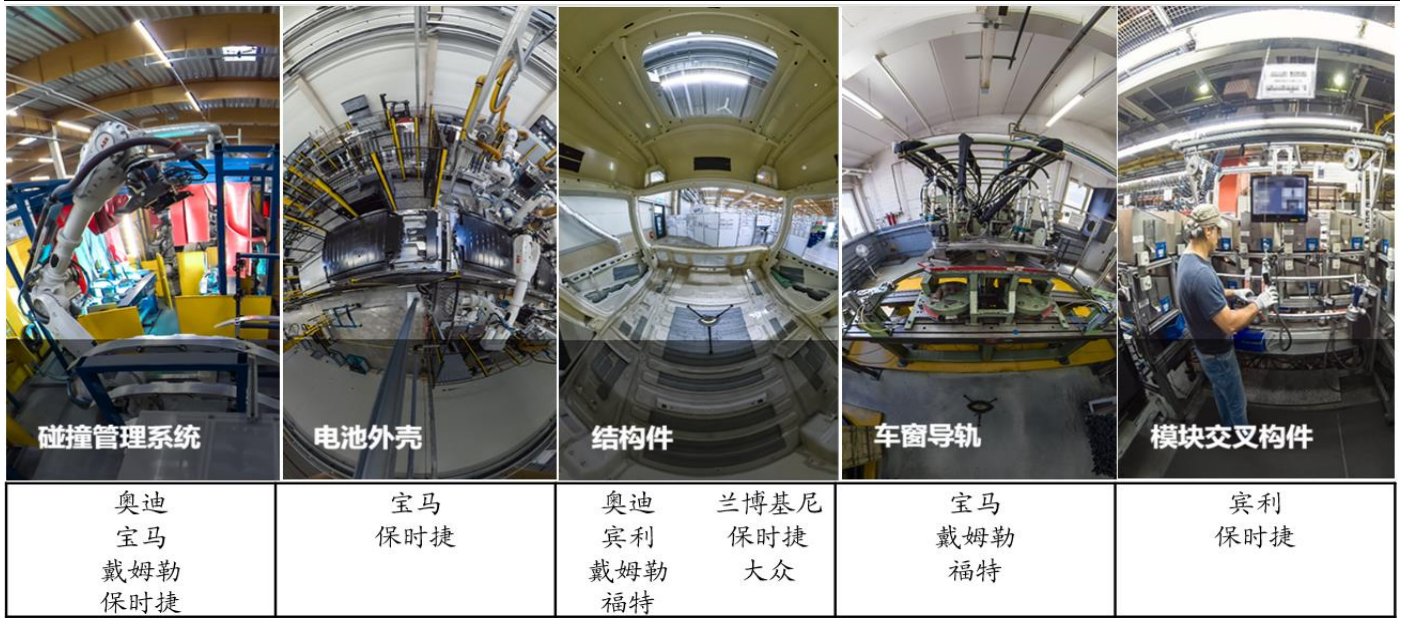 碰撞管理系统
电池外壳
结构件
车窗导轨
模块交叉构件
奥迪
宝马
戴姆勒
保时捷
宝马
保时捷
奥迪 兰博基尼
宾利 保时捷
戴姆勒 大众
福特
宝马
戴姆勒
福特
宾利
保时捷